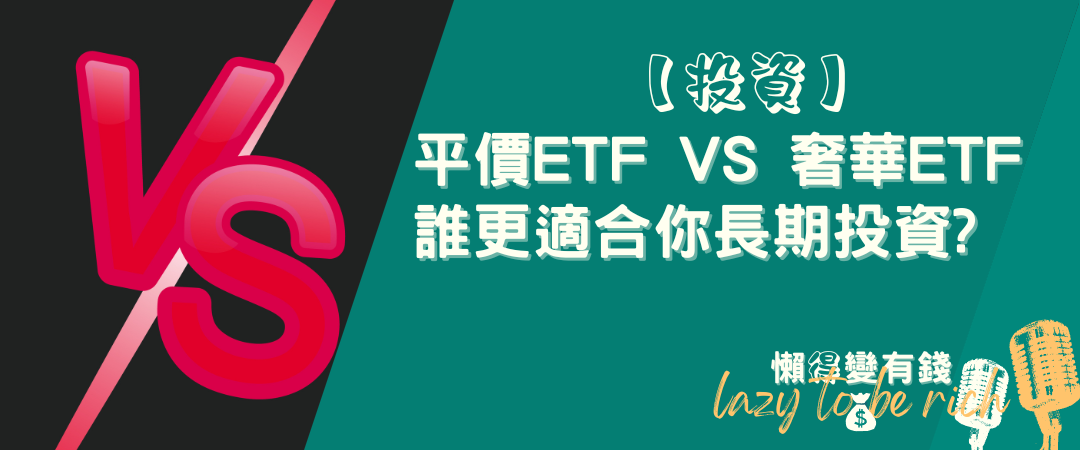 VS
【投資】
平價ETF VS 奢華ETF
誰更適合你長期投資?
懶得變有錢
lazy to be rich
$